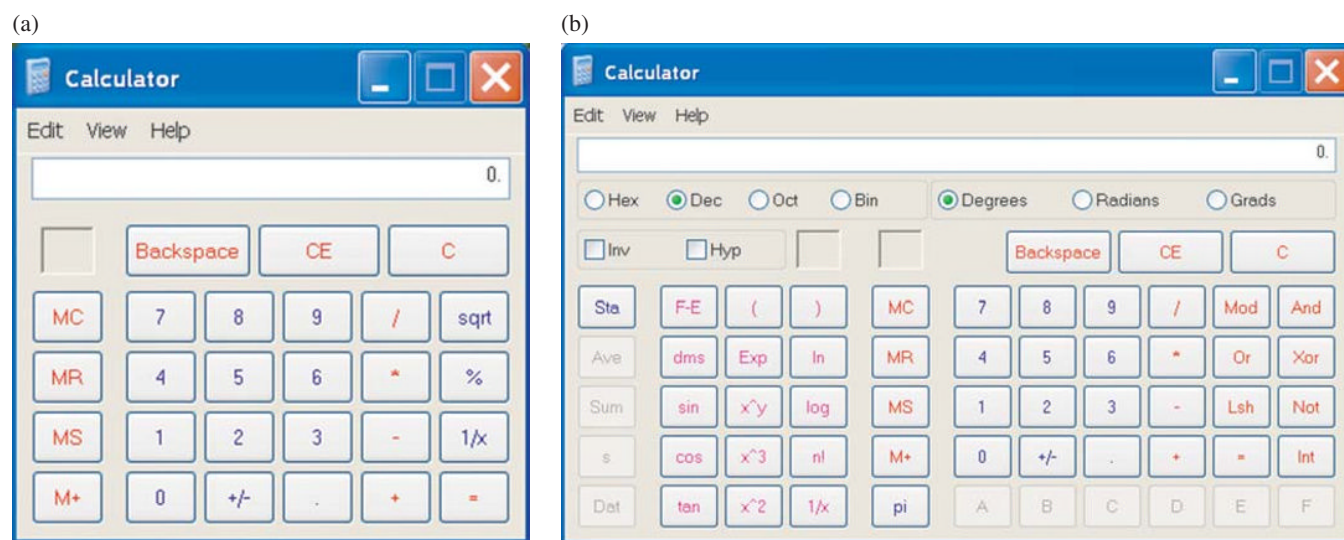 (a)
Calculator
Edit View Help
0.
Backspace CE C
MC 7 8 9 / sqrt
MR 4 5 6 * %
MS 1 2 3 - 1/x
M+ 0 +/- . + =
(b)
Calculator
Edit View Help
0.
Hex Dec Oct Bin Degrees Radians Grads
Inv Hyp Backspace CE C
Sta F-E ( ) MC 7 8 9 / Mod And
Ave dms Exp ln MR 4 5 6 * Or Xor
Sum sin x^y log MS 1 2 3 - Lsh Not
s cos x^3 n! M+ 0 +/- . + = Int
Dat tan x^2 1/x pi A B C D E F